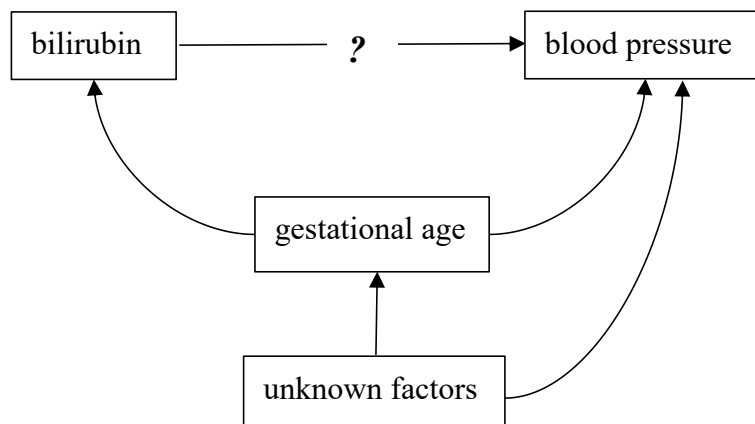 bilirubin
?
blood pressure
gestational age
unknown factors